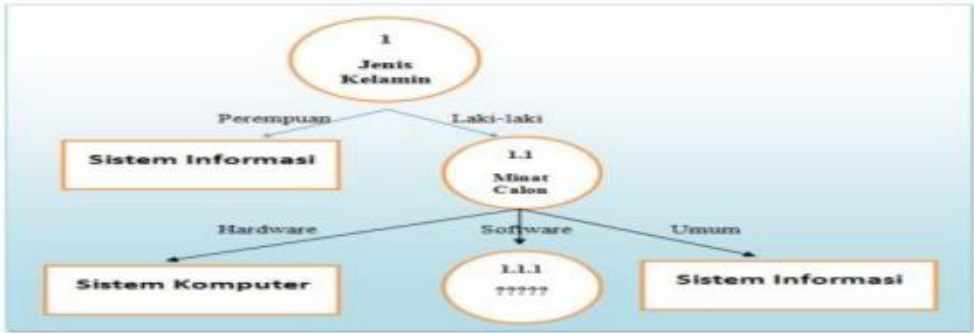 1
Jenis
Kelamin
Perempuan
Laki-laki
Sistem Informasi
1.1
Minat
Calon
Hardware
Software
Umum
Sistem Komputer
1.1.1
?????
Sistem Informasi